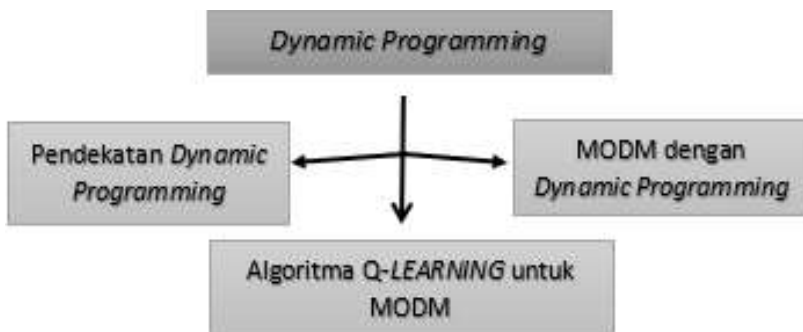 Dynamic Programming
Pendekatan Dynamic
Programming
MODM dengan
Dynamic Programming
Algoritma Q-LEARNING untuk
MODM